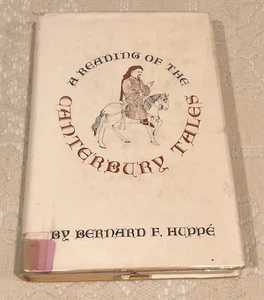 A READING OF THE
CANTERBURY TALES
BY BERNARD F. HUPPÉ